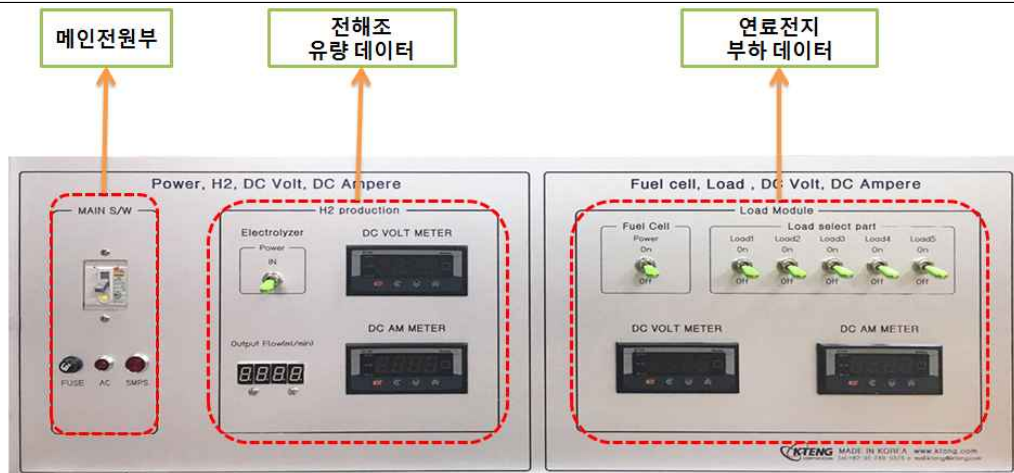 메인전원부
전해조
유량 데이터
연료전지
부하 데이터
Power, H2, DC Volt, DC Ampere
MAIN S/W
FUSE AC SMPS
H2 production
Electrolyzer
Power
IN
DC VOLT METER
Output Flow(ml/min)
DC AM METER
Fuel cell, Load , DC Volt, DC Ampere
Load Module
Fuel Cell
Power
On
Off
Load select part
Load1 Load2 Load3 Load4 Load5
On On On On On
Off Off Off Off Off
DC VOLT METER
DC AM METER
KTENG MADE IN KOREA www.kteng.com